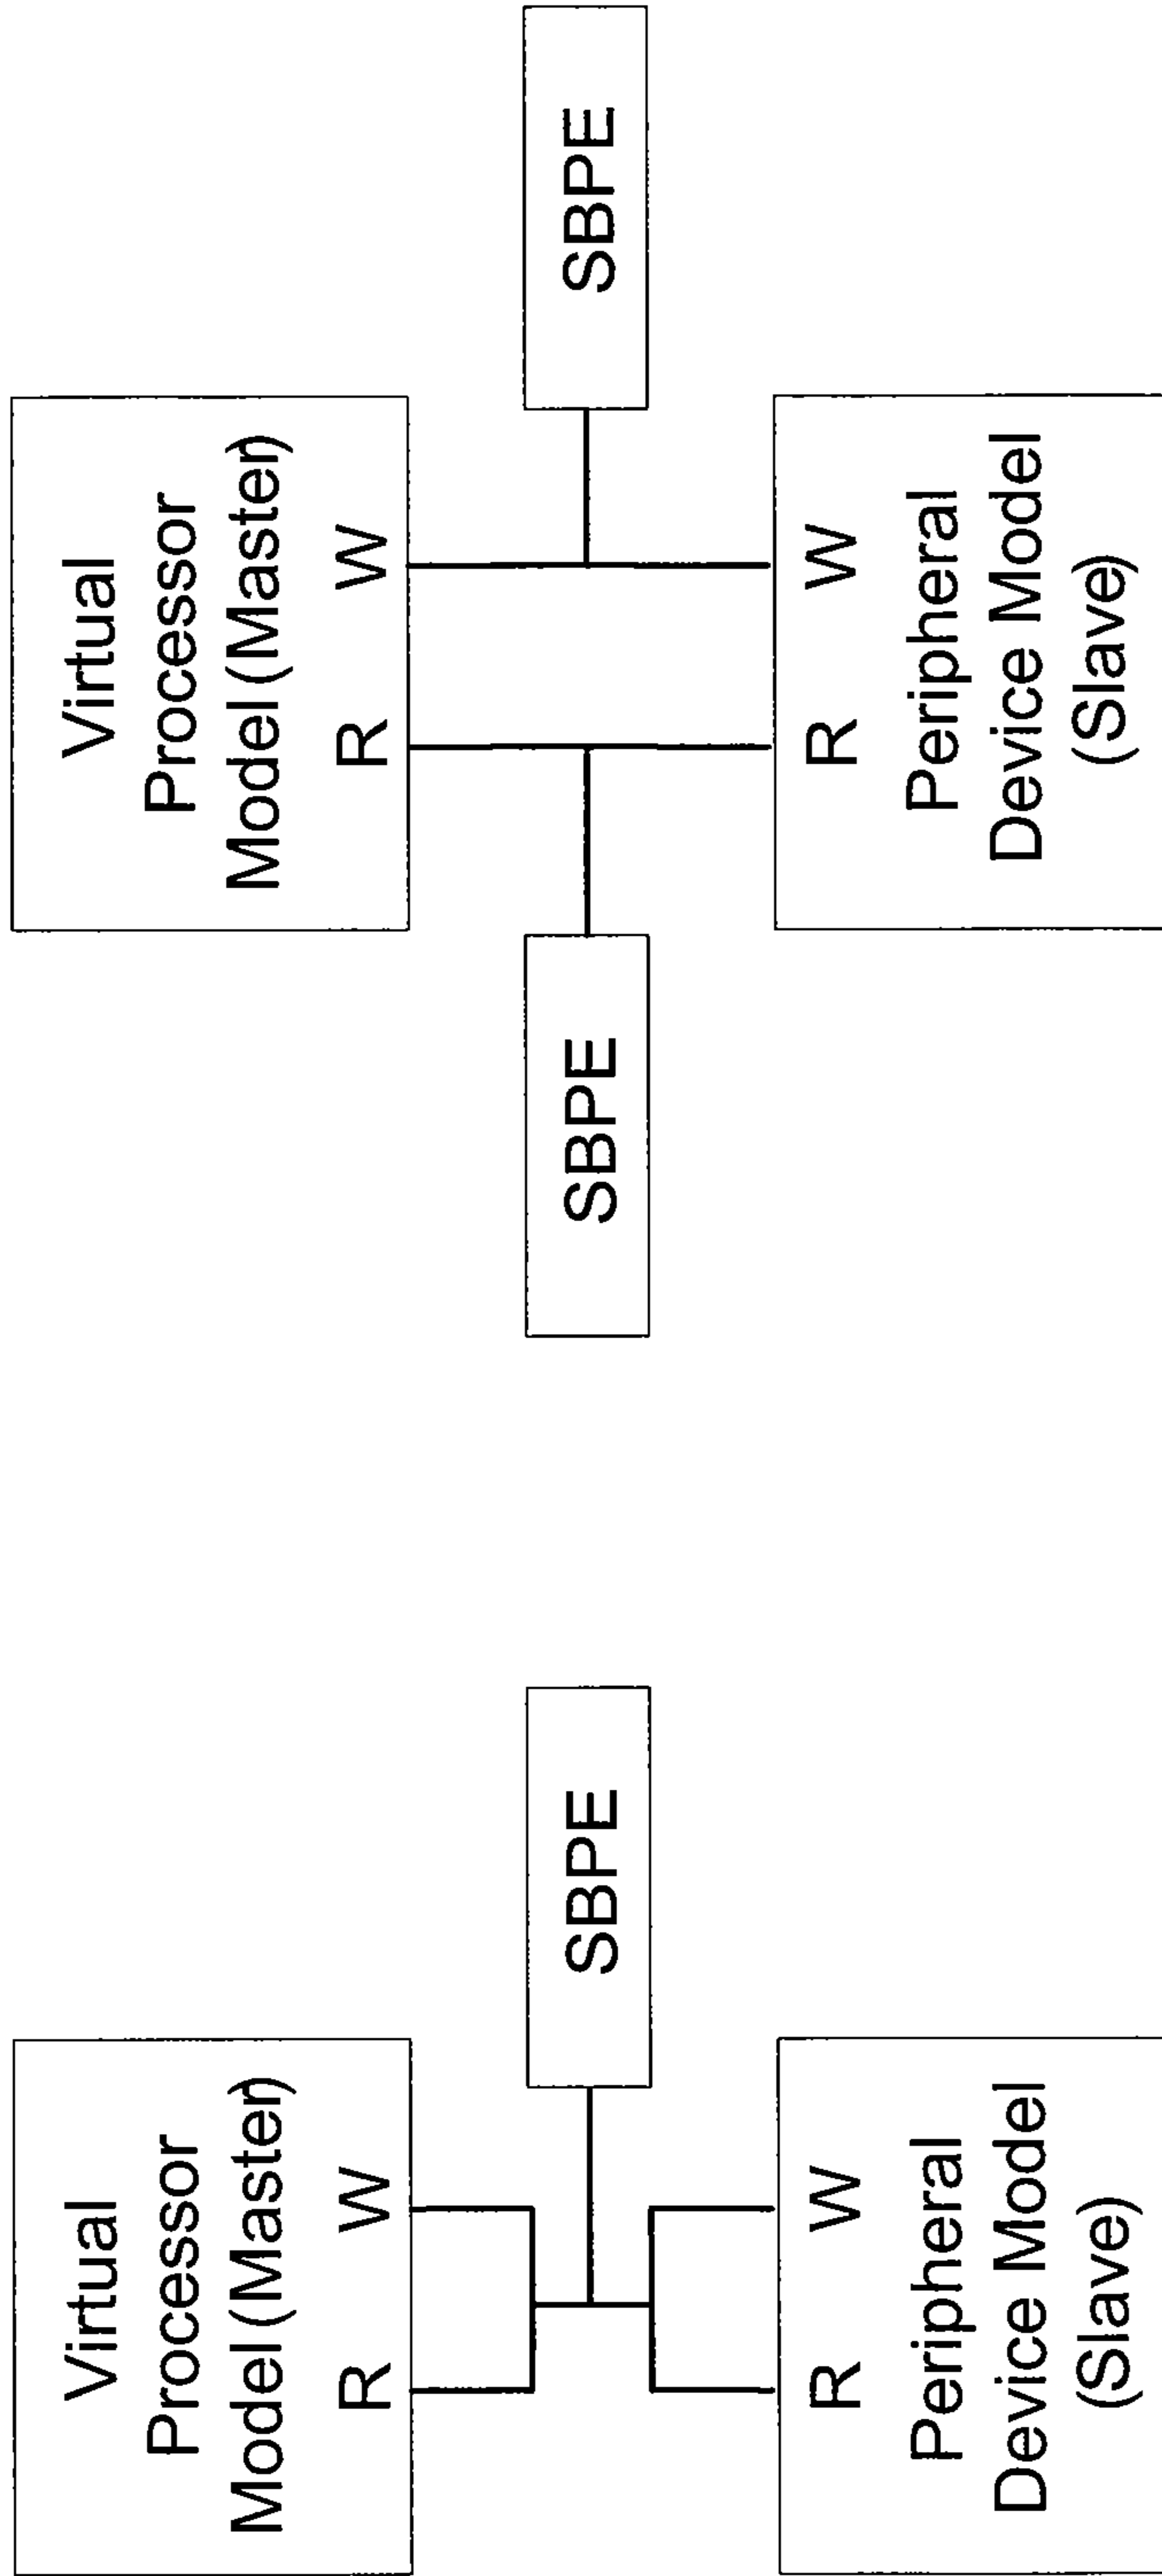 Virtual
Processor
Model (Master)
R W
SBPE
R W
Peripheral
Device Model
(Slave)
Virtual
Processor
Model (Master)
R W
SBPE
SBPE
R W
Peripheral
Device Model
(Slave)